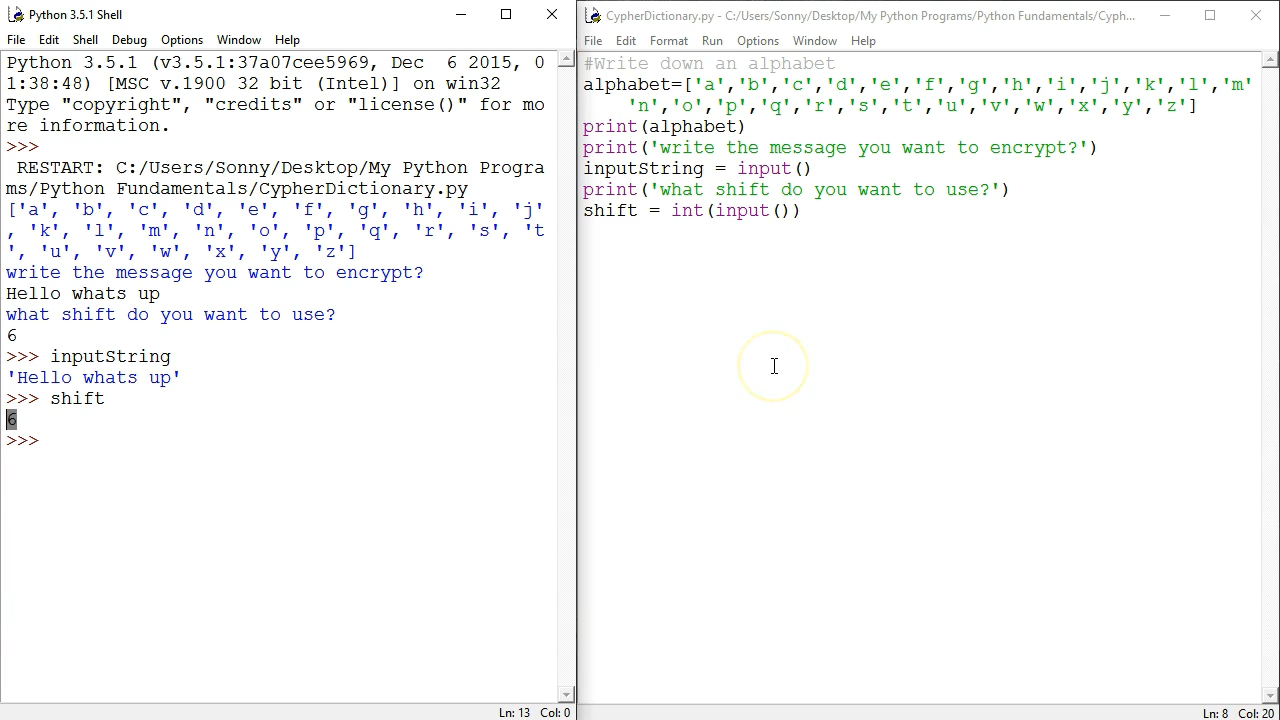 Python 3.5.1 Shell
File Edit Shell Debug Options Window Help
Python 3.5.1 (v3.5.1:37a07cee5969, Dec  6 2015, 0
1:38:48) [MSC v.1900 32 bit (Intel)] on win32
Type "copyright", "credits" or "license()" for mo
re information.
>>>
 RESTART: C:/Users/Sonny/Desktop/My Python Progra
ms/Python Fundamentals/CypherDictionary.py
['a', 'b', 'c', 'd', 'e', 'f', 'g', 'h', 'i', 'j'
, 'k', 'l', 'm', 'n', 'o', 'p', 'q', 'r', 's', 't
', 'u', 'v', 'w', 'x', 'y', 'z']
write the message you want to encrypt?
Hello whats up
what shift do you want to use?
6
>>> inputString
'Hello whats up'
>>> shift
6
>>>
Ln: 13 Col: 0
CypherDictionary.py - C:/Users/Sonny/Desktop/My Python Programs/Python Fundamentals/Cyph...
File Edit Format Run Options Window Help
#Write down an alphabet
alphabet=['a','b','c','d','e','f','g','h','i','j','k','l','m'
    'n','o','p','q','r','s','t','u','v','w','x','y','z']
print(alphabet)
print('write the message you want to encrypt?')
inputString = input()
print('what shift do you want to use?')
shift = int(input())
Ln: 8 Col: 20